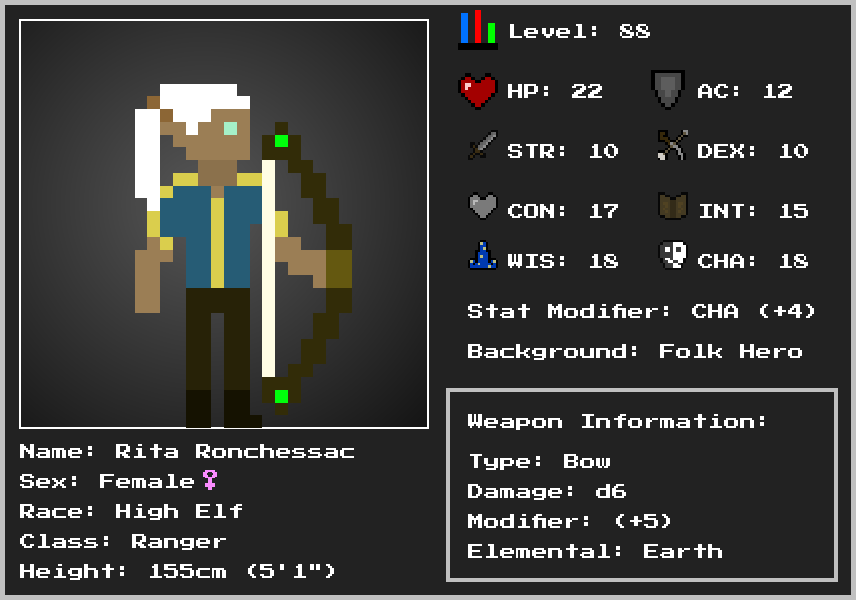 Level: 88
HP: 22 AC: 12
STR: 10 DEX: 10
CON: 17 INT: 15
WIS: 18 CHA: 18
Stat Modifier: CHA (+4)
Background: Folk Hero
Name: Rita Ronchessac
Sex: Female♀
Race: High Elf
Class: Ranger
Height: 155cm (5'1")
Weapon Information:
Type: Bow
Damage: d6
Modifier: (+5)
Elemental: Earth